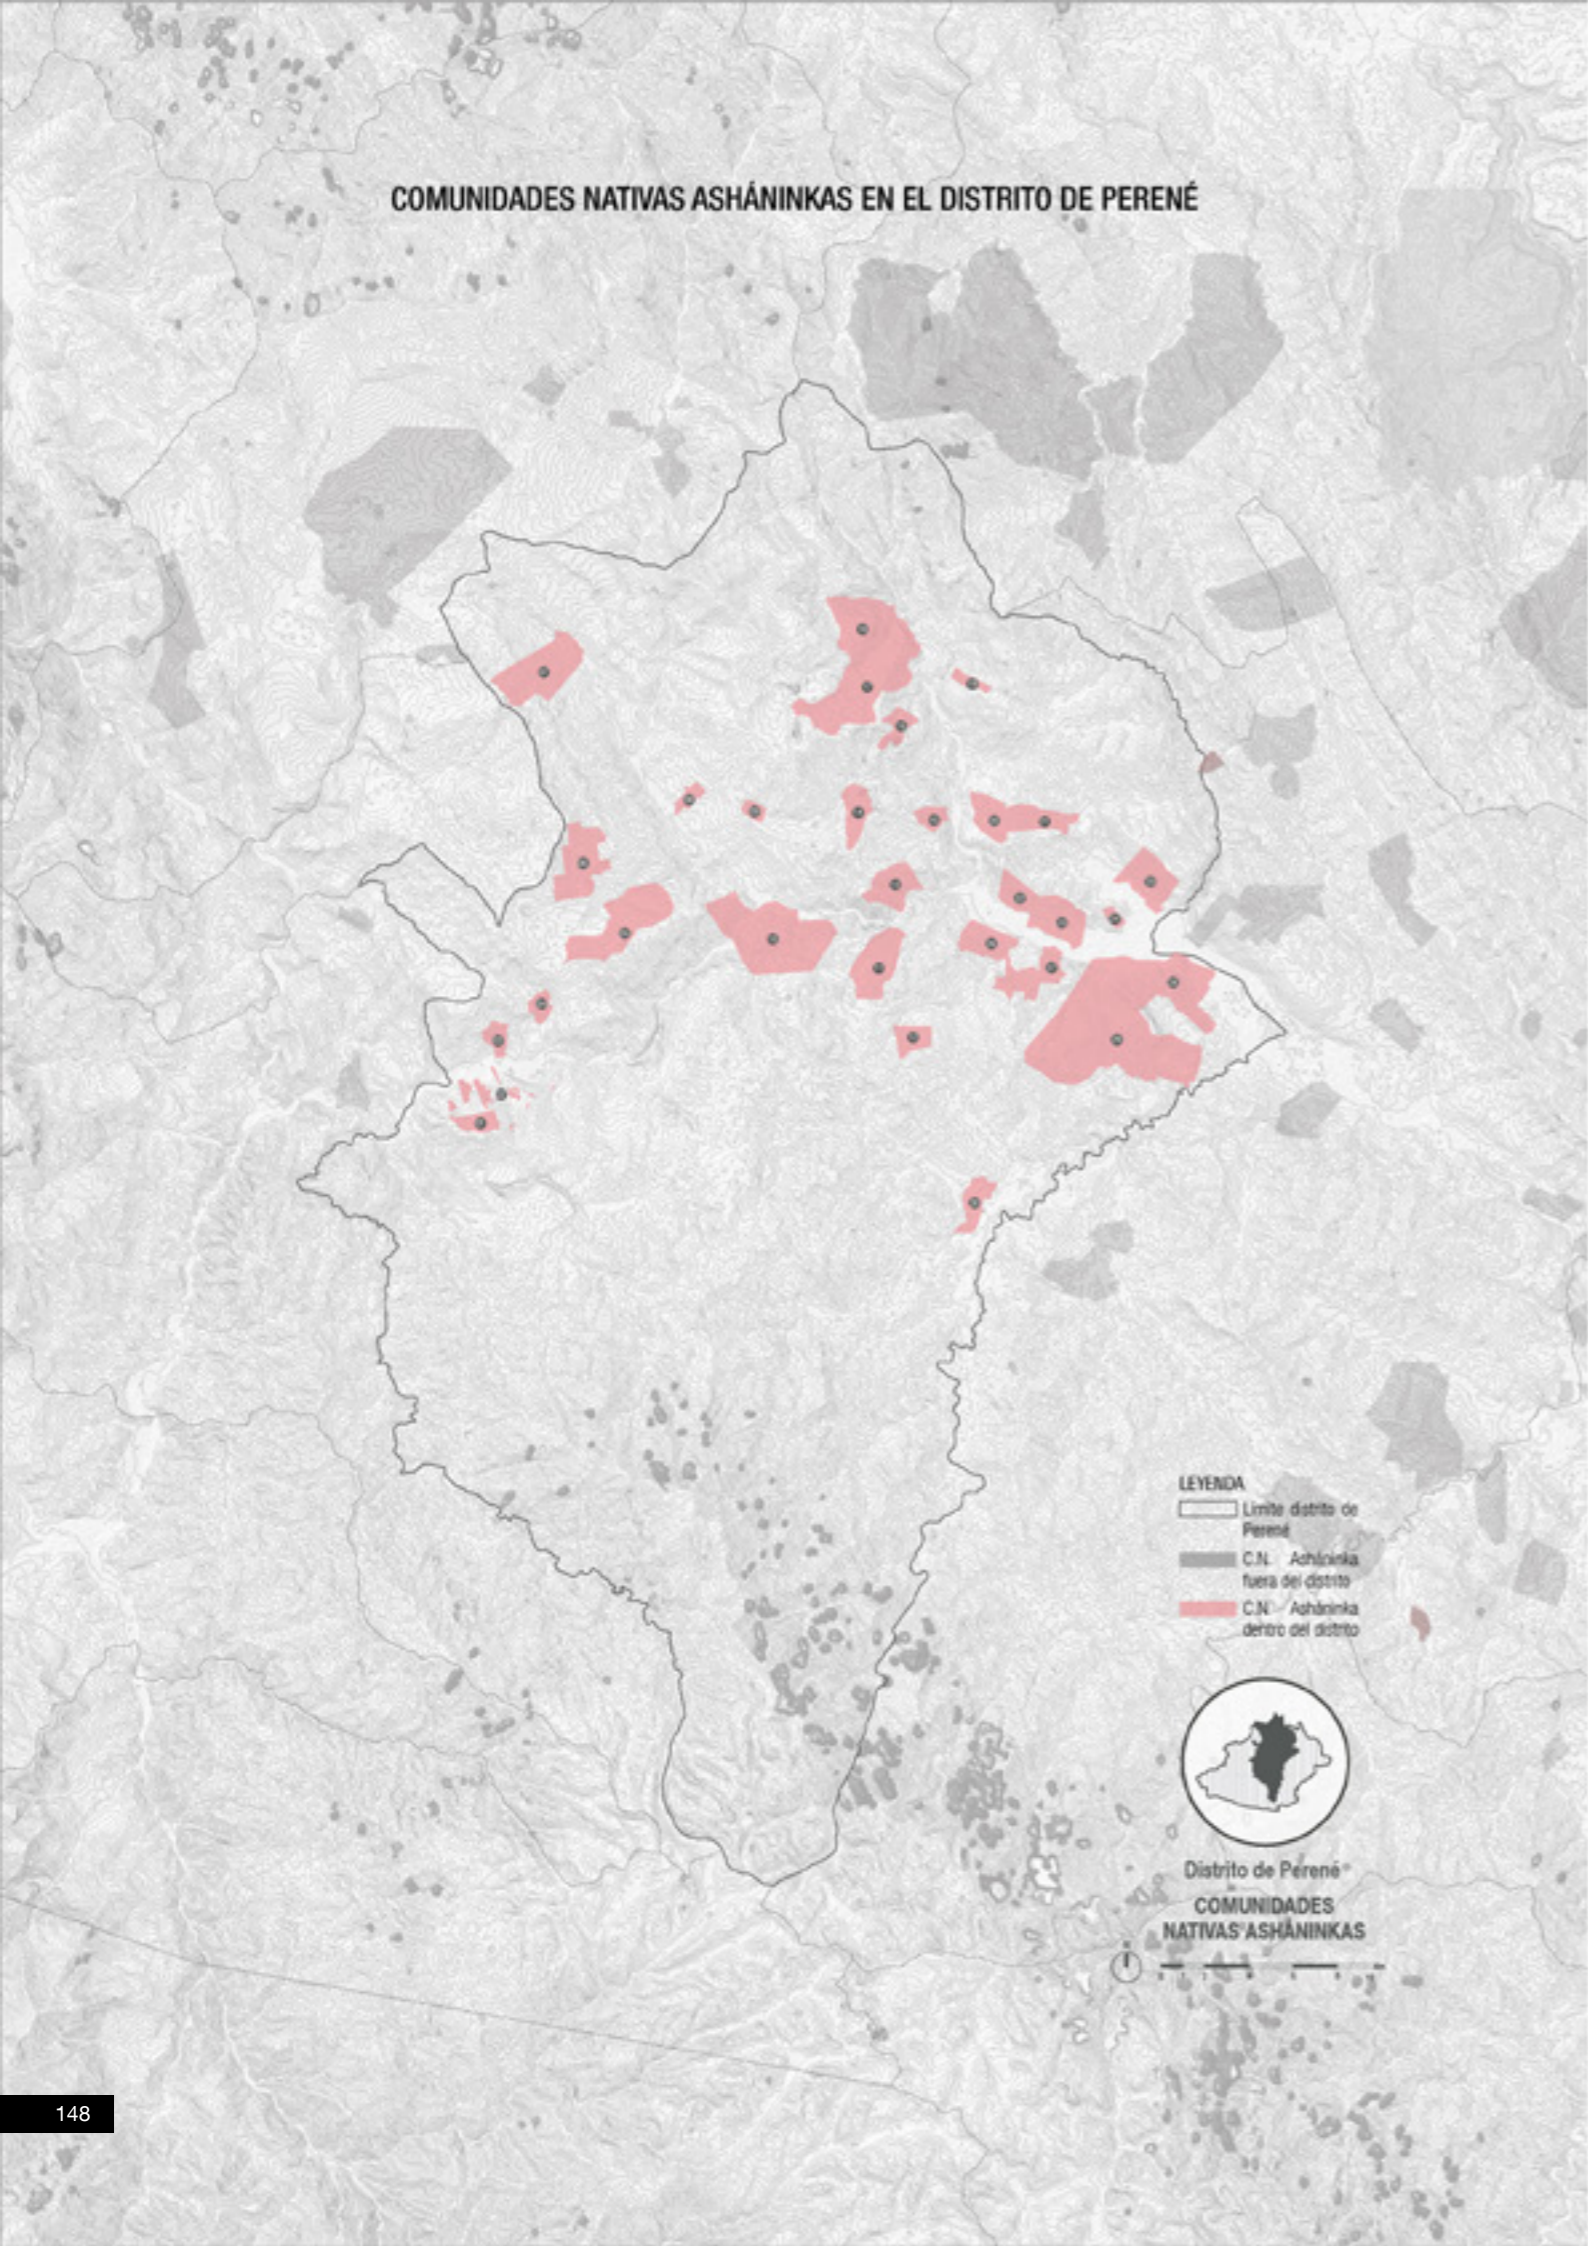 COMUNIDADES NATIVAS ASHÁNINKAS EN EL DISTRITO DE PERENÉ
LEYENDA
Límite distrito de
Perené
C.N. Asháninka
fuera del distrito
C.N. Asháninka
dentro del distrito
Distrito de Perené
COMUNIDADES
NATIVAS ASHÁNINKAS
148